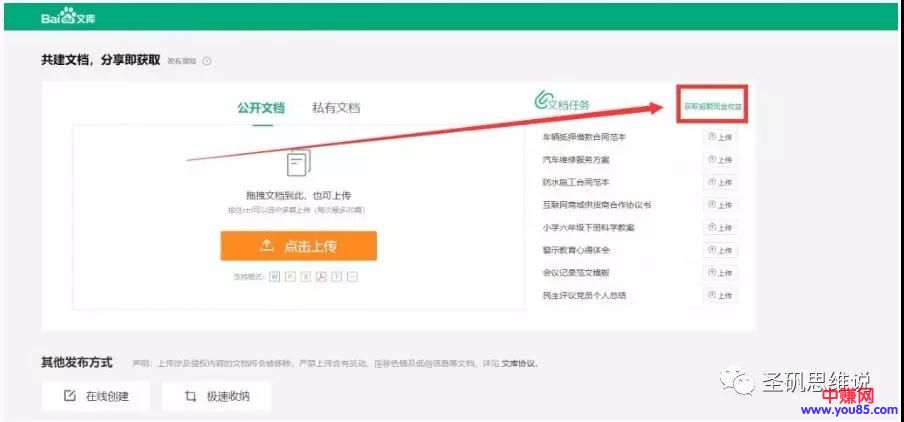 Bai文库
共建文档，分享即获取 发布须知
公开文档 私有文档
拖拽文档到此，也可上传
按住ctrl可以选中多篇上传（每次最多20篇）
点击上传
支持格式： W P X T
文档任务 获取超额现金收益
车辆抵押借款合同范本 上传
汽车维修服务方案 上传
防水施工合同范本 上传
互联网商城供货商合作协议书 上传
小学六年级下册科学教案 上传
警示教育心得体会 上传
会议记录范文模板 上传
民主评议党员个人总结 上传
其他发布方式 声明：上传涉及侵权内容的文档将会被移除，严禁上传含有反动、淫秽色情及低俗信息等文档，详见 文库协议。
在线创建 极速收纳
圣矾思维说
中赚网
www.you85.com